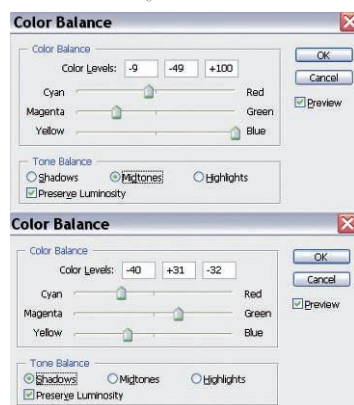 Color Balance
Color Balance
OK
Color Levels: -9 -49 +100
Cancel
Cyan Red
Preview
Magenta Green
Yellow Blue
Tone Balance
Shadows Midtones Highlights
Preserve Luminosity
Color Balance
Color Balance
OK
Color Levels: -40 +31 -32
Cancel
Cyan Red
Preview
Magenta Green
Yellow Blue
Tone Balance
Shadows Midtones Highlights
Preserve Luminosity